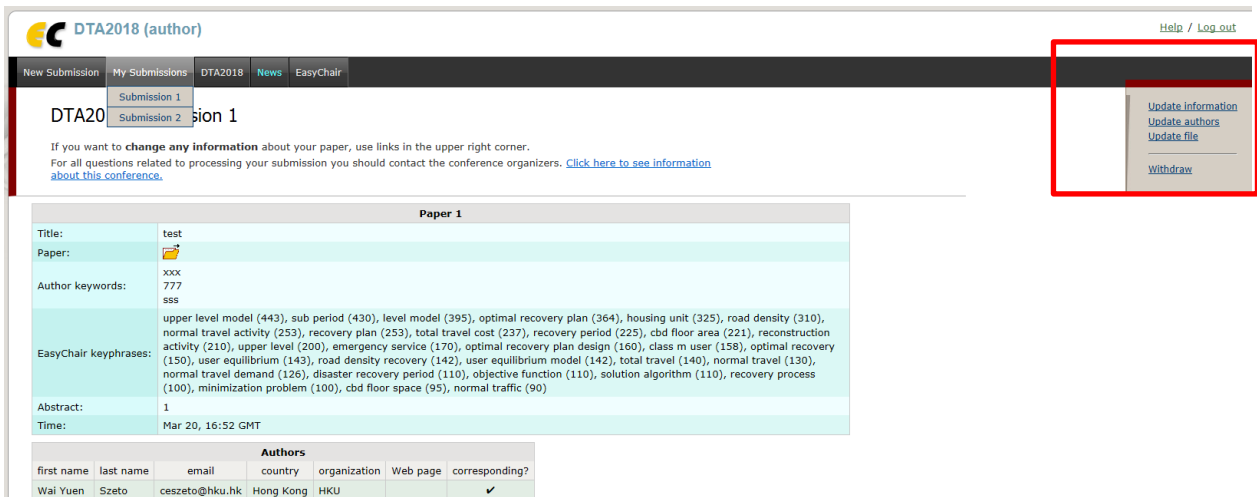 EC DTA2018 (author)
Help / Log out
New Submission My Submissions DTA2018 News EasyChair
Submission 1
Submission 2
DTA20 sion 1
Update information
Update authors
Update file
Withdraw
If you want to change any information about your paper, use links in the upper right corner.
For all questions related to processing your submission you should contact the conference organizers. Click here to see information
about this conference.
Paper 1
Title: test
Paper:
Author keywords: xxx
777
sss
EasyChair keyphrases: upper level model (443), sub period (430), level model (395), optimal recovery plan (364), housing unit (325), road density (310),
normal travel activity (253), recovery plan (253), total travel cost (237), recovery period (225), cbd floor area (221), reconstruction
activity (210), upper level (200), emergency service (170), optimal recovery plan design (160), class m user (158), optimal recovery
(150), user equilibrium (143), road density recovery (142), user equilibrium model (142), total travel (140), normal travel (130),
normal travel demand (126), disaster recovery period (110), objective function (110), solution algorithm (110), recovery process
(100), minimization problem (100), cbd floor space (95), normal traffic (90)
Abstract: 1
Time: Mar 20, 16:52 GMT
Authors
first name last name email country organization Web page corresponding?
Wai Yuen Szeto ceszeto@hku.hk Hong Kong HKU ✔